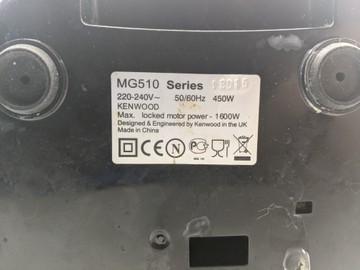 MG510 Series
220-240V~ 50/60Hz 450W
KENWOOD
Max. locked motor power - 1600W
Designed & Engineered by Kenwood in the UK
Made in China